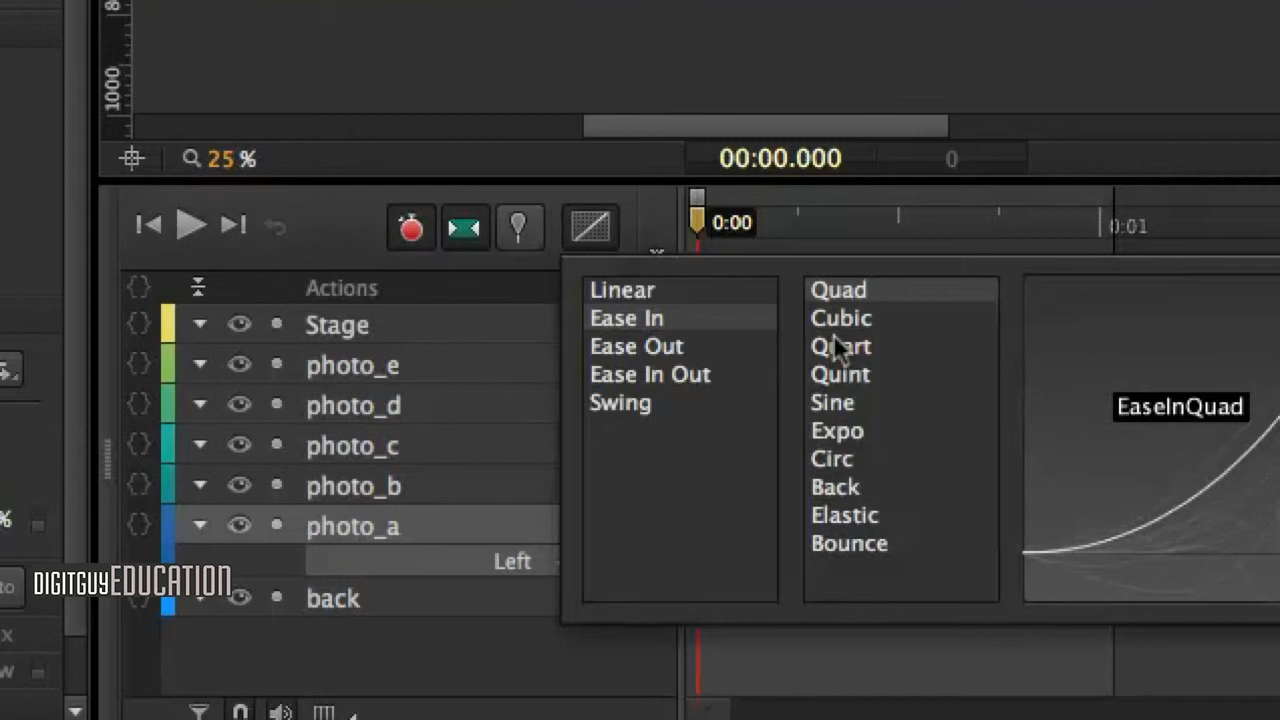 1000
25 %
00:00.000
0
0:00
0:01
Actions
Stage
photo_e
photo_d
photo_c
photo_b
photo_a
Left
back
Linear
Ease In
Ease Out
Ease In Out
Swing
Quad
Cubic
Quart
Quint
Sine
Expo
Circ
Back
Elastic
Bounce
EaseInQuad
%
to
x
DIGITGUYEDUCATION